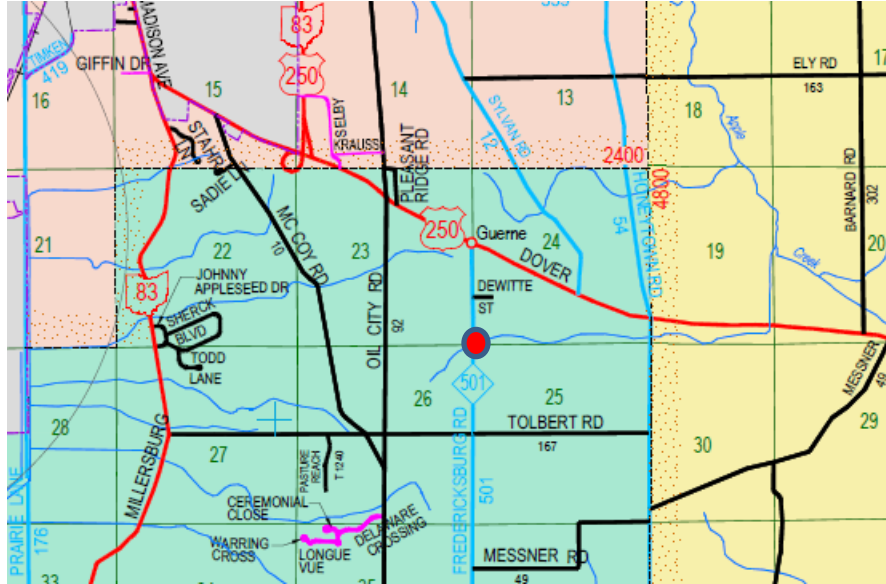 MADISON AVE
83
GIFFIN DR
TIMKEN
419
16
15
250
SELBY
KRAUSS
14
13
SYLVAN RD
12
ELY RD
163
17
18
Apple
STAHR LN
SADIE LN
PLEASANT
RIDGE RD
2400
4800
HONEYTOWN RD
54
BARNARD RD
302
21
22
MC COY RD
10
23
250
Guerne
24
DOVER
19
Creek
20
83
JOHNNY
APPLESEED DR
SHERCK
BLVD
TODD
LANE
OIL CITY RD
92
DEWITTE
ST
501
26
25
MESSNER
49
28
MILLERSBURG
27
TOLBERT RD
167
30
29
PASTURE
REACH
T 1240
CEREMONIAL
CLOSE
WARRING
CROSS
LONGUE
VUE
DELAWARE
CROSSING
FREDERICKSBURG RD
501
PRAIRIE LANE
176
33
MESSNER RD
49